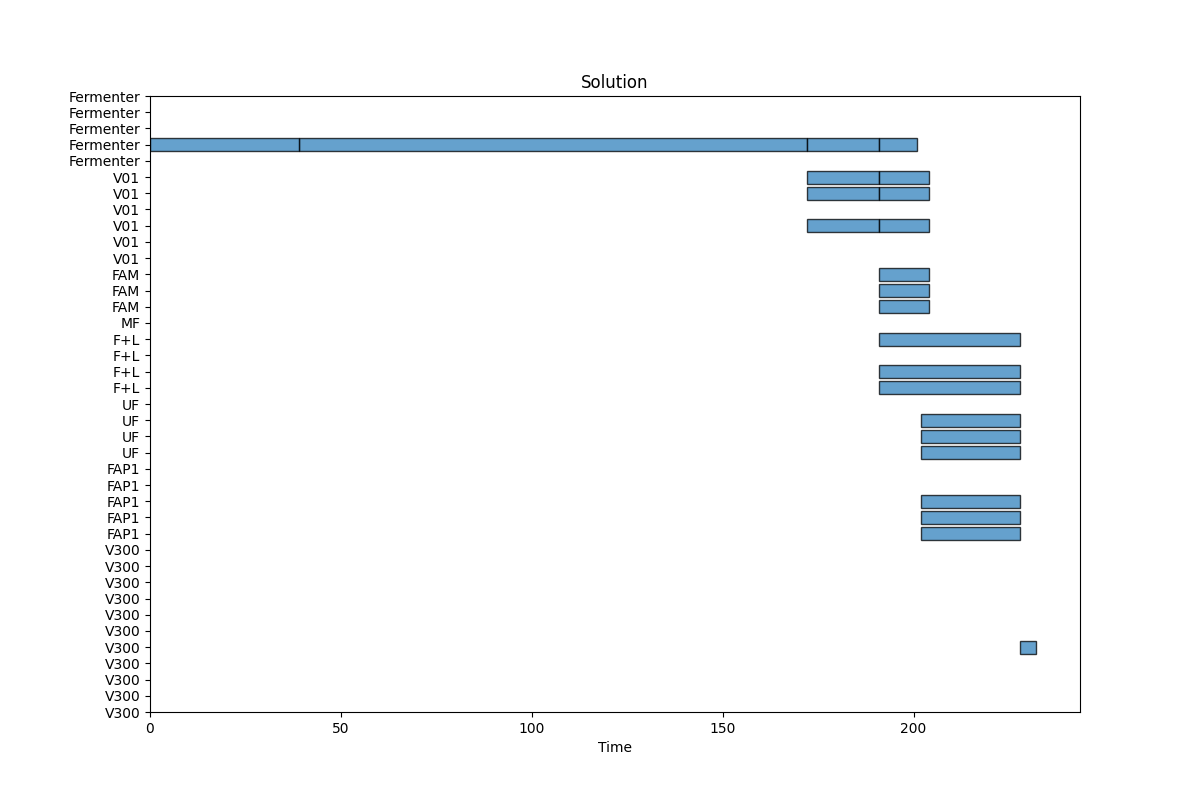 Solution
Fermenter
Fermenter
Fermenter
Fermenter
Fermenter
V01
V01
V01
V01
V01
V01
FAM
FAM
FAM
MF
F+L
F+L
F+L
F+L
UF
UF
UF
UF
FAP1
FAP1
FAP1
FAP1
FAP1
V300
V300
V300
V300
V300
V300
V300
V300
V300
V300
V300
0 50 100 150 200
Time